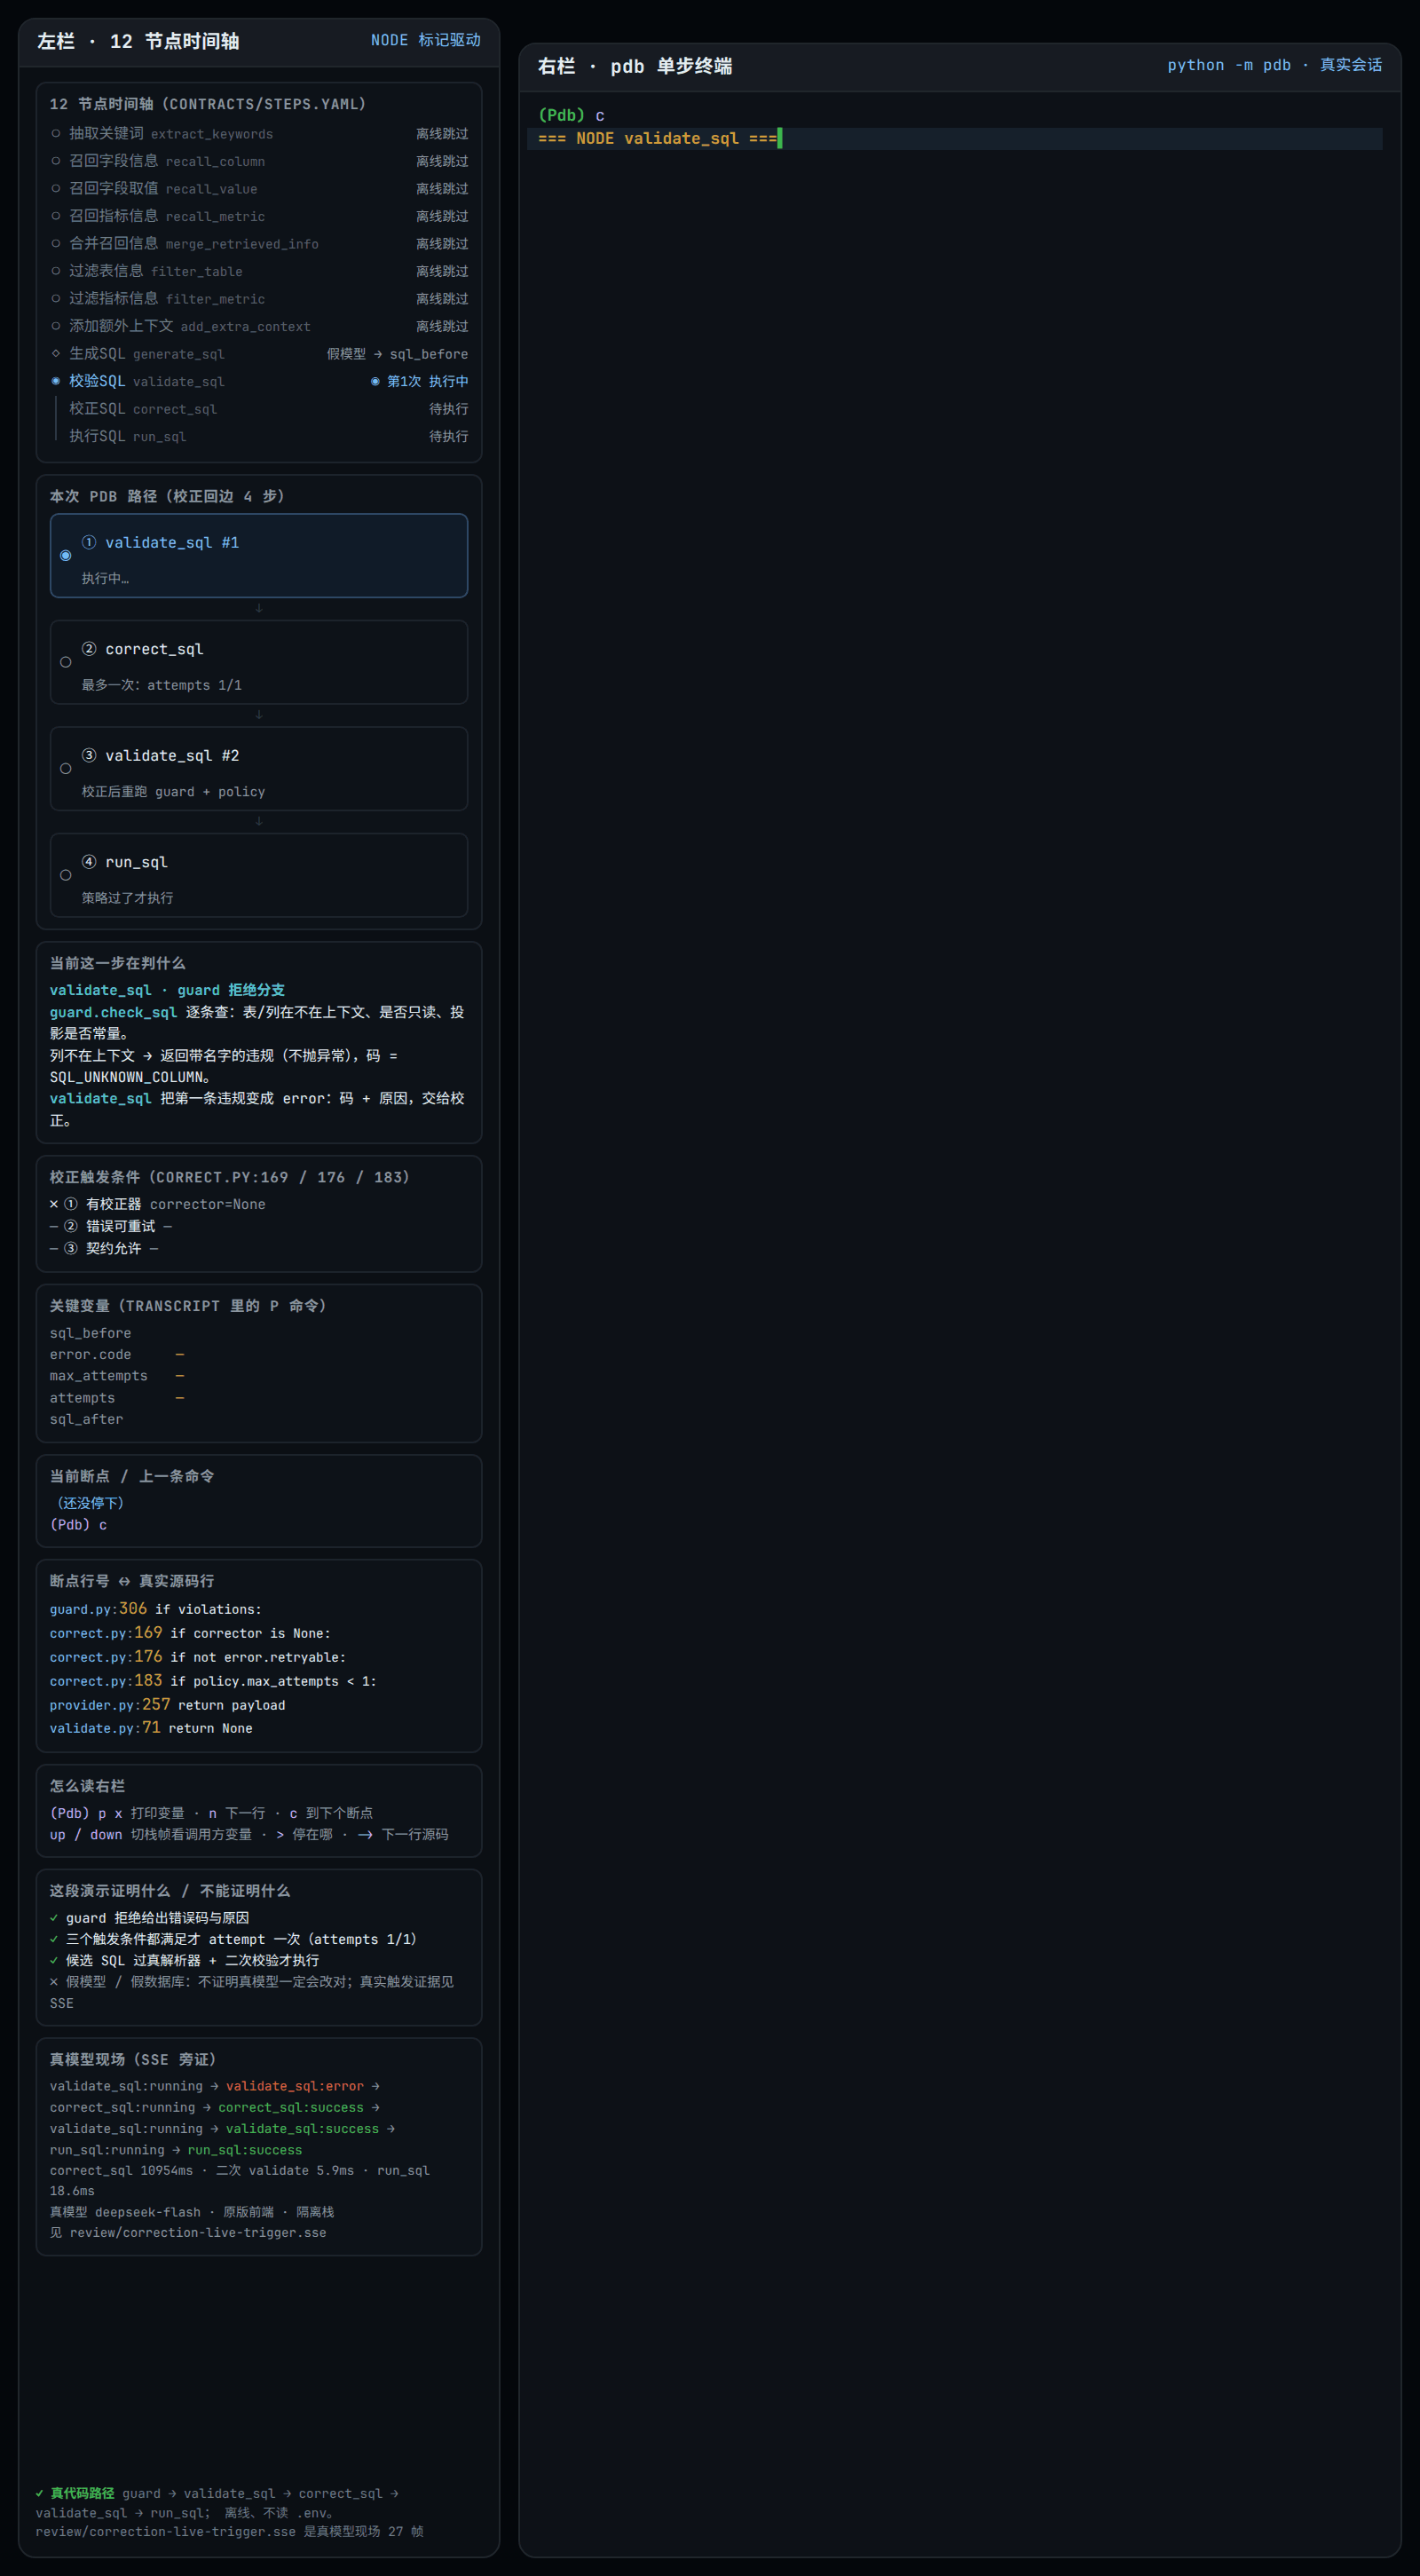 左栏 · 12 节点时间轴
NODE 标记驱动
12 节点时间轴（CONTRACTS/STEPS.YAML）
○ 抽取关键词 extract_keywords 离线跳过
○ 召回字段信息 recall_column 离线跳过
○ 召回字段取值 recall_value 离线跳过
○ 召回指标信息 recall_metric 离线跳过
○ 合并召回信息 merge_retrieved_info 离线跳过
○ 过滤表信息 filter_table 离线跳过
○ 过滤指标信息 filter_metric 离线跳过
○ 添加额外上下文 add_extra_context 离线跳过
◇ 生成SQL generate_sql 假模型 → sql_before
◉ 校验SQL validate_sql ◉ 第1次 执行中
校正SQL correct_sql 待执行
执行SQL run_sql 待执行
本次 PDB 路径（校正回边 4 步）
◉ ① validate_sql #1
执行中…
↓
○ ② correct_sql
最多一次：attempts 1/1
↓
○ ③ validate_sql #2
校正后重跑 guard + policy
↓
○ ④ run_sql
策略过了才执行
当前这一步在判什么
validate_sql · guard 拒绝分支
guard.check_sql 逐条查：表/列在不在上下文、是否只读、投
影是否常量。
列不在上下文 → 返回带名字的违规（不抛异常），码 =
SQL_UNKNOWN_COLUMN。
validate_sql 把第一条违规变成 error：码 + 原因，交给校
正。
校正触发条件（CORRECT.PY:169 / 176 / 183）
× ① 有校正器 corrector=None
— ② 错误可重试 —
— ③ 契约允许 —
关键变量（TRANSCRIPT 里的 P 命令）
sql_before
error.code —
max_attempts —
attempts —
sql_after
当前断点 / 上一条命令
（还没停下）
(Pdb) c
断点行号 ↔ 真实源码行
guard.py:306 if violations:
correct.py:169 if corrector is None:
correct.py:176 if not error.retryable:
correct.py:183 if policy.max_attempts < 1:
provider.py:257 return payload
validate.py:71 return None
怎么读右栏
(Pdb) p x 打印变量 · n 下一行 · c 到下个断点
up / down 切栈帧看调用方变量 · > 停在哪 · -> 下一行源码
这段演示证明什么 / 不能证明什么
✓ guard 拒绝给出错误码与原因
✓ 三个触发条件都满足才 attempt 一次（attempts 1/1）
✓ 候选 SQL 过真解析器 + 二次校验才执行
× 假模型 / 假数据库：不证明真模型一定会改对；真实触发证据见
SSE
真模型现场（SSE 旁证）
validate_sql:running → validate_sql:error →
correct_sql:running → correct_sql:success →
validate_sql:running → validate_sql:success →
run_sql:running → run_sql:success
correct_sql 10954ms · 二次 validate 5.9ms · run_sql
18.6ms
真模型 deepseek-flash · 原版前端 · 隔离栈
见 review/correction-live-trigger.sse
✓ 真代码路径 guard → validate_sql → correct_sql →
validate_sql → run_sql； 离线、不读 .env。
review/correction-live-trigger.sse 是真模型现场 27 帧
右栏 · pdb 单步终端
python -m pdb · 真实会话
(Pdb) c
=== NODE validate_sql ===